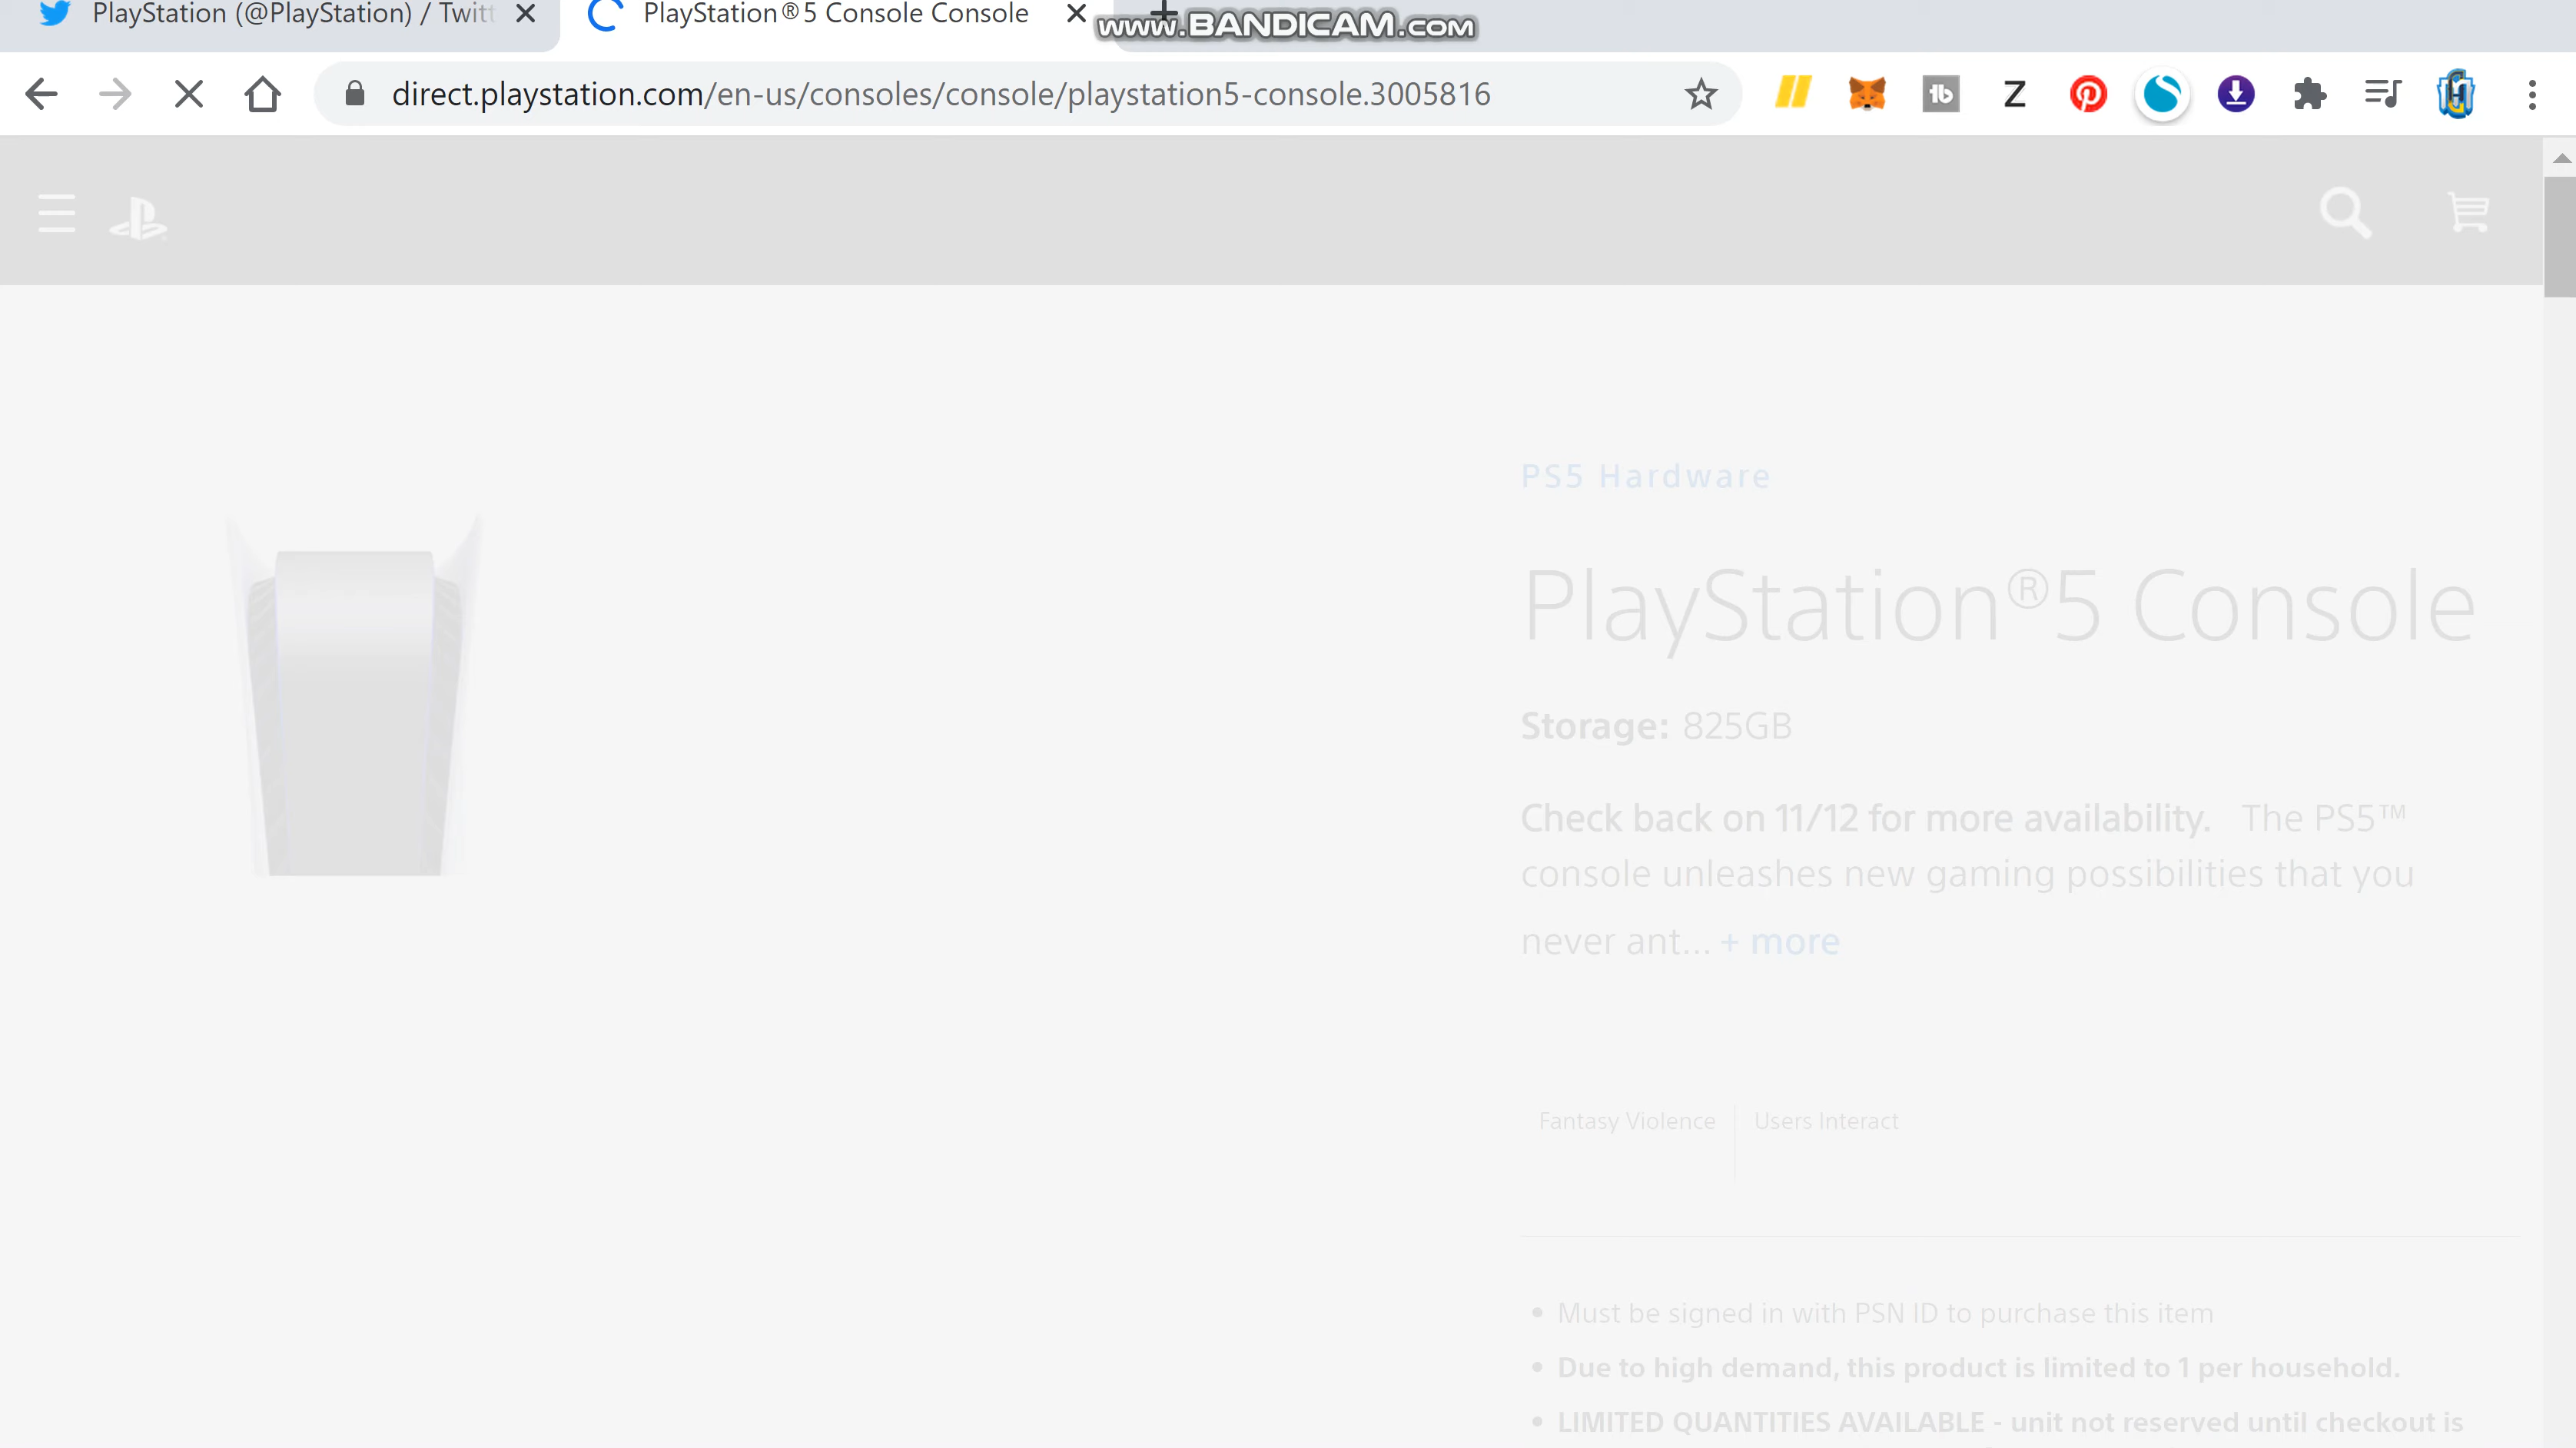 PlayStation (@PlayStation) / Twitt
PlayStation®5 Console Console
www.BANDICAM.com
direct.playstation.com/en-us/consoles/console/playstation5-console.3005816
PS5 Hardware
PlayStation®5 Console
Storage: 825GB
Check back on 11/12 for more availability. The PS5™
console unleashes new gaming possibilities that you
never ant... + more
Fantasy Violence
Users Interact
• Must be signed in with PSN ID to purchase this item
• Due to high demand, this product is limited to 1 per household.
• LIMITED QUANTITIES AVAILABLE - unit not reserved until checkout is